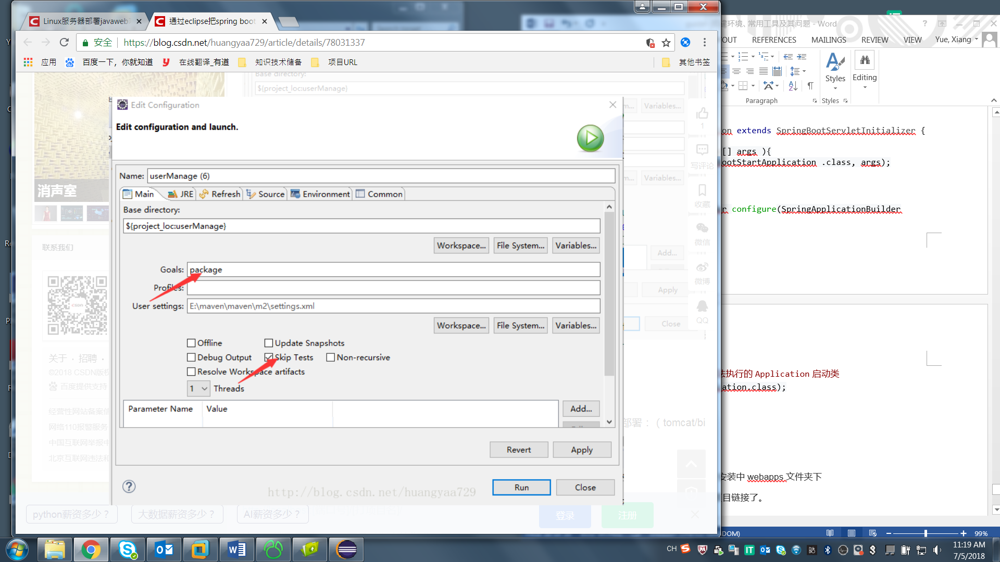 Linux服务器部署javaweb
通过eclipse把spring boot
安全
https://blog.csdn.net/huangyaa729/article/details/78031337
应用
百度一下，你就知道
在线翻译_有道
知识技术储备
项目URL
其他书签
Base directory:
${project_loc:userManage}
Variables...
Edit Configuration
Edit configuration and launch.
Name: userManage (6)
Main JRE Refresh Source Environment Common
Base directory:
${project_loc:userManage}
Workspace... File System... Variables...
Goals: package
Profiles:
User settings: E:\maven\maven\m2\settings.xml
Workspace... File System... Variables...
Offline Update Snapshots
Debug Output Skip Tests Non-recursive
Resolve Workspace artifacts
1 Threads
Parameter Name Value
Add...
Revert Apply
Run Close
http://blog.csdn.net/huangyaa729
消声室
联系我们
csdn
关于 · 招聘 ·
©2018 CSDN版权
百度提供支持
经营性网站备案信
网络110报警服务
中国互联网举报中
北京互联网违法和
1
写评论
Variables...
收藏
微信
Add...
微博
Apply
QQ
Close
部署：（ tomcat/bi
python薪资多少？
大数据薪资多少？
AI薪资多少？
登录
注册
建环境、常用工具及其问题 - Word
OUT REFERENCES MAILINGS REVIEW VIEW Yue, Xiang
Styles
Editing
Paragraph
Styles
on extends SpringBootServletInitializer {
[] args ){
ootStartApplication .class, args);
r configure(SpringApplicationBuilder
法执行的 Application 启动类
ation.class);
安装中 webapps 文件夹下
目链接了。
DOM)
99%
CH
11:19 AM
7/5/2018